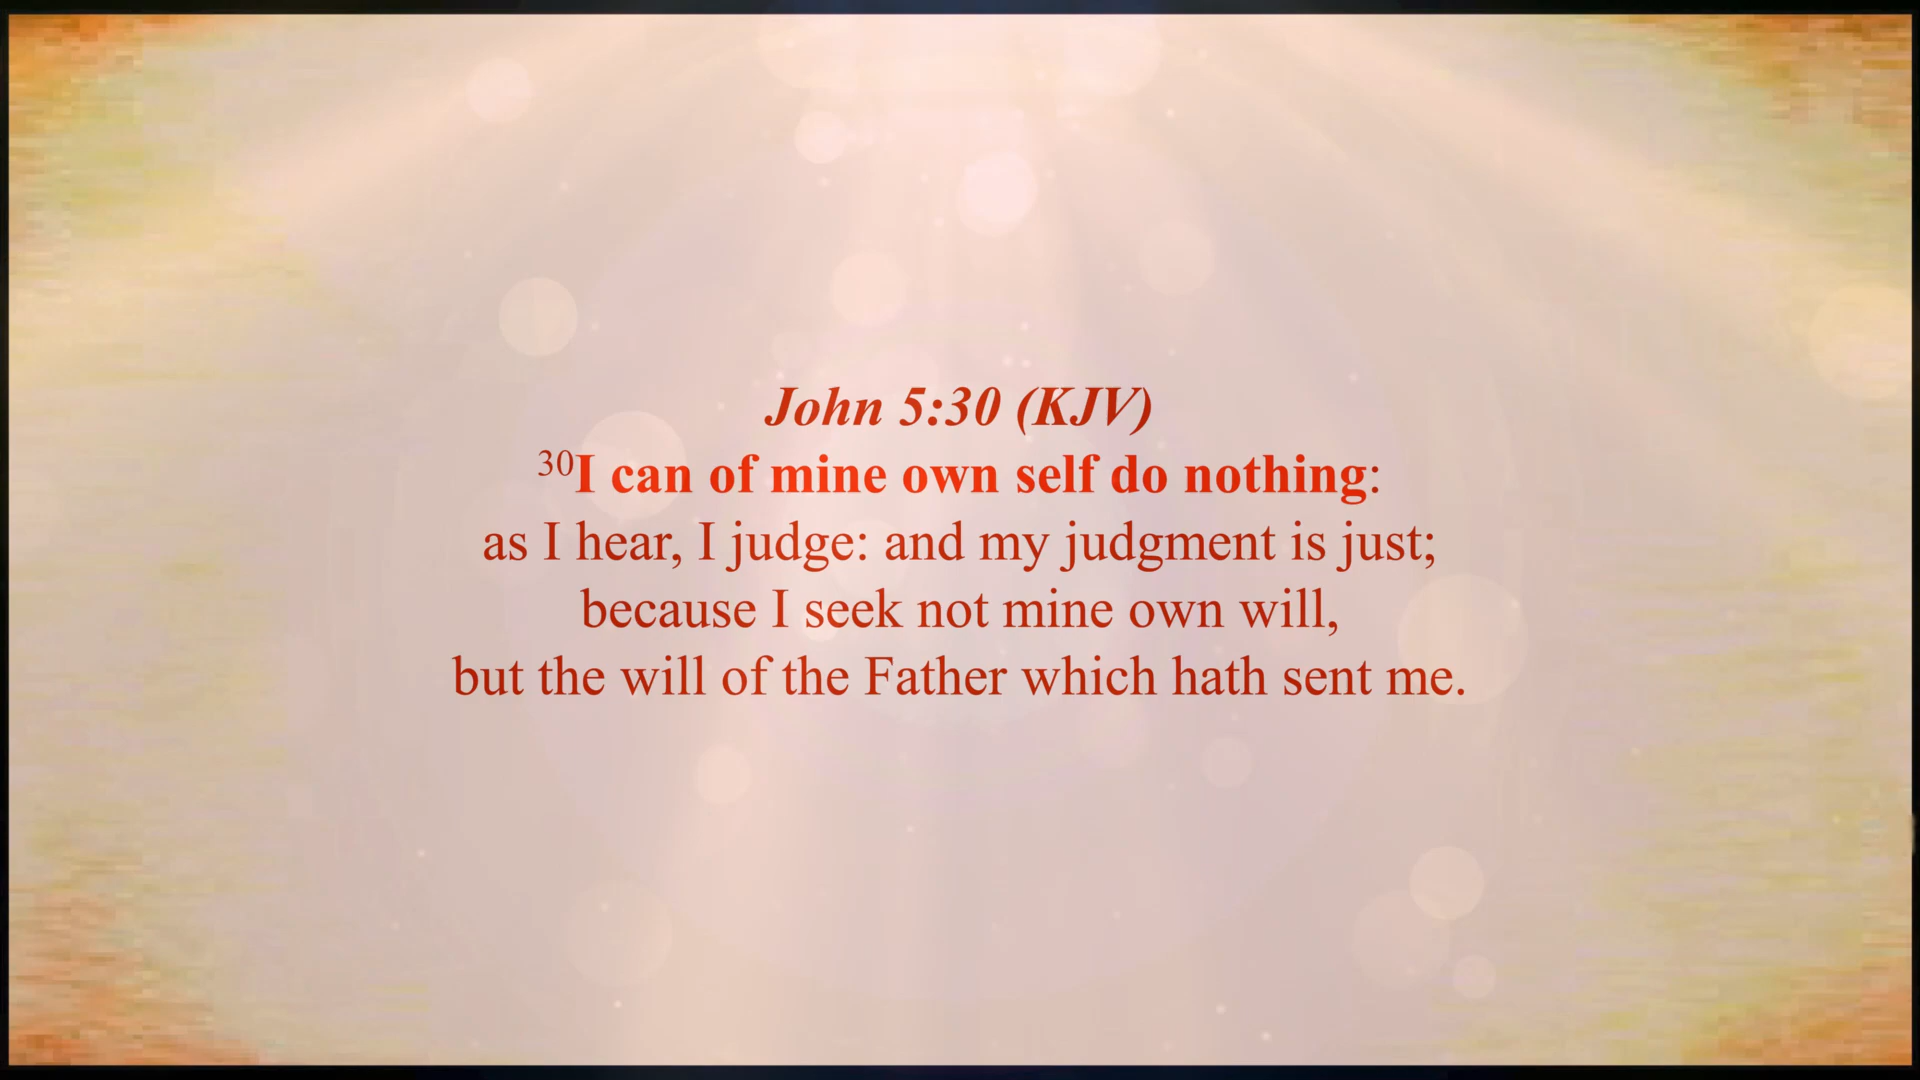 John 5:30 (KJV)
30I can of mine own self do nothing:
as I hear, I judge: and my judgment is just;
because I seek not mine own will,
but the will of the Father which hath sent me.